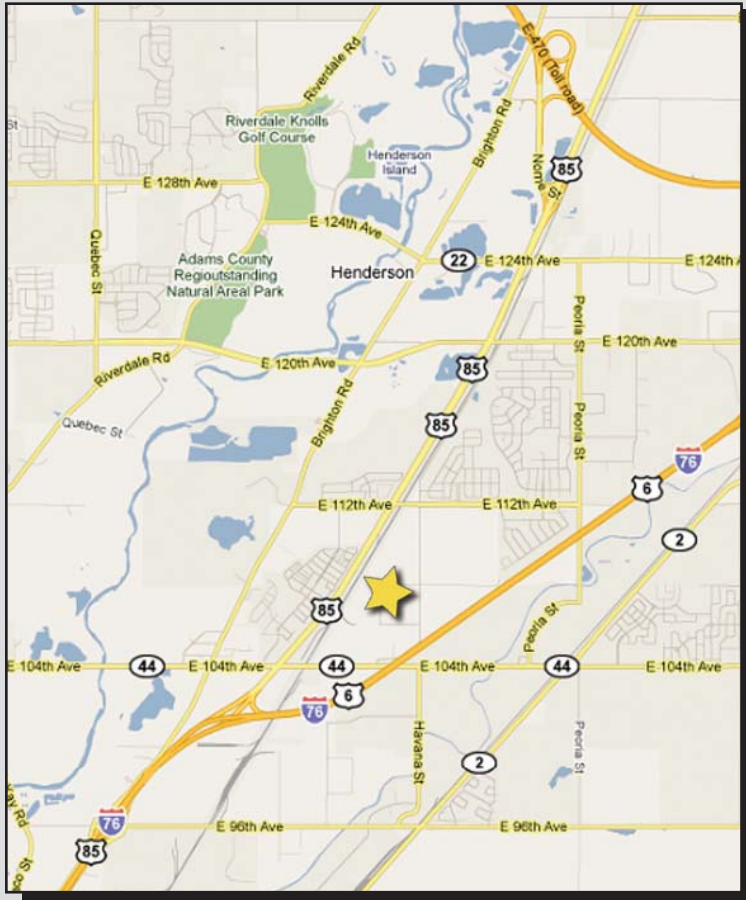 E-470 (Toll road)
Riverdale Rd
Riverdale Knolls
Golf Course
St
Henderson
Island
Brighton Rd
85
Nome St
E 128th Ave
E 124th Ave
Quebec St
Adams County
Regioutstanding
Natural Areal Park
Henderson
22
E 124th Ave
E 124th A
Peoria St
E 120th Ave
E 120th Ave
Riverdale Rd
85
Brighton Rd
Quebec St
85
Peoria St
76
6
E 112th Ave
E 112th Ave
2
85
Peoria St
E 104th Ave
44
E 104th Ave
44
E 104th Ave
44
E 104th Ave
6
76
Havana St
Peoria St
2
76
E 96th Ave
E 96th Ave
85